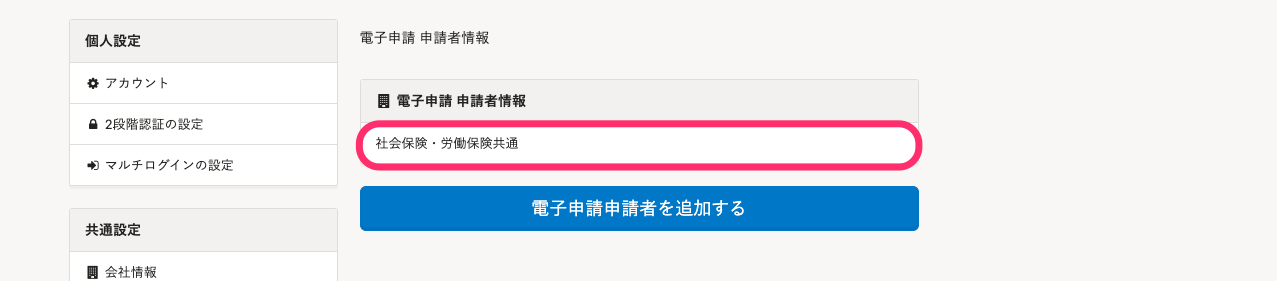 個人設定
アカウント
2段階認証の設定
マルチログインの設定
共通設定
会社情報
電子申請 申請者情報
電子申請 申請者情報
社会保険・労働保険共通
電子申請申請者を追加する